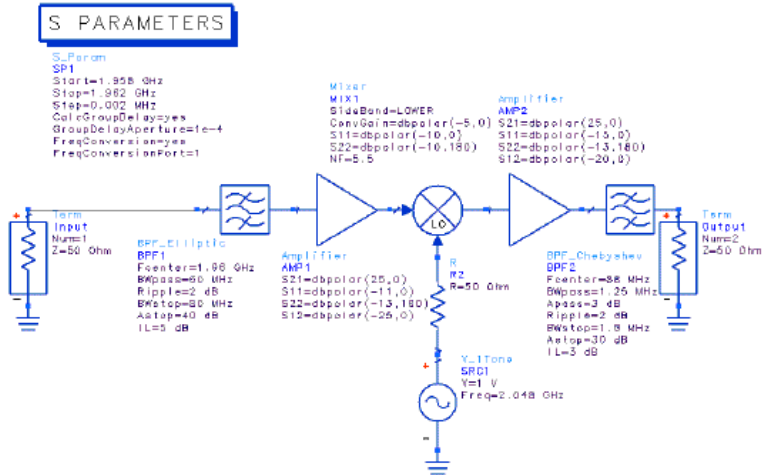 S PARAMETERS
S_Param
SP1
Start=1.958 GHz
Stop=1.962 GHz
Step=0.002 MHz
CalcGroupDelay=yes
GroupDelayAperture=1e-4
FreqConversion=yes
FreqConversionPort=1
Mixer
MIX1
SideBand=LOWER
ConvGain=dbpolar(-5,0)
S11=dbpolar(-10,0)
S22=dbpolar(-10,180)
NF=5.5
Amplifier
AMP2
S21=dbpolar(25,0)
S11=dbpolar(-15,0)
S22=dbpolar(-13,180)
S12=dbpolar(-20,0)
LO
+
Term
Input
Num=1
Z=50 Ohm
-
BPF_Elliptic
BPF1
Fcenter=1.96 GHz
BWpass=60 MHz
Ripple=2 dB
BWstop=80 MHz
Astop=40 dB
IL=5 dB
Amplifier
AMP1
S21=dbpolar(25,0)
S11=dbpolar(-11,0)
S22=dbpolar(-13,180)
S12=dbpolar(-25,0)
R
R2
R=50 Ohm
+
V_1Tone
SRC1
V=1 V
Freq=2.048 GHz
-
BPF_Chebyshev
BPF2
Fcenter=88 MHz
BWpass=1.25 MHz
Apass=3 dB
Ripple=2 dB
BWstop=1.8 MHz
Astop=30 dB
IL=3 dB
+
Term
Output
Num=2
Z=50 Ohm
-